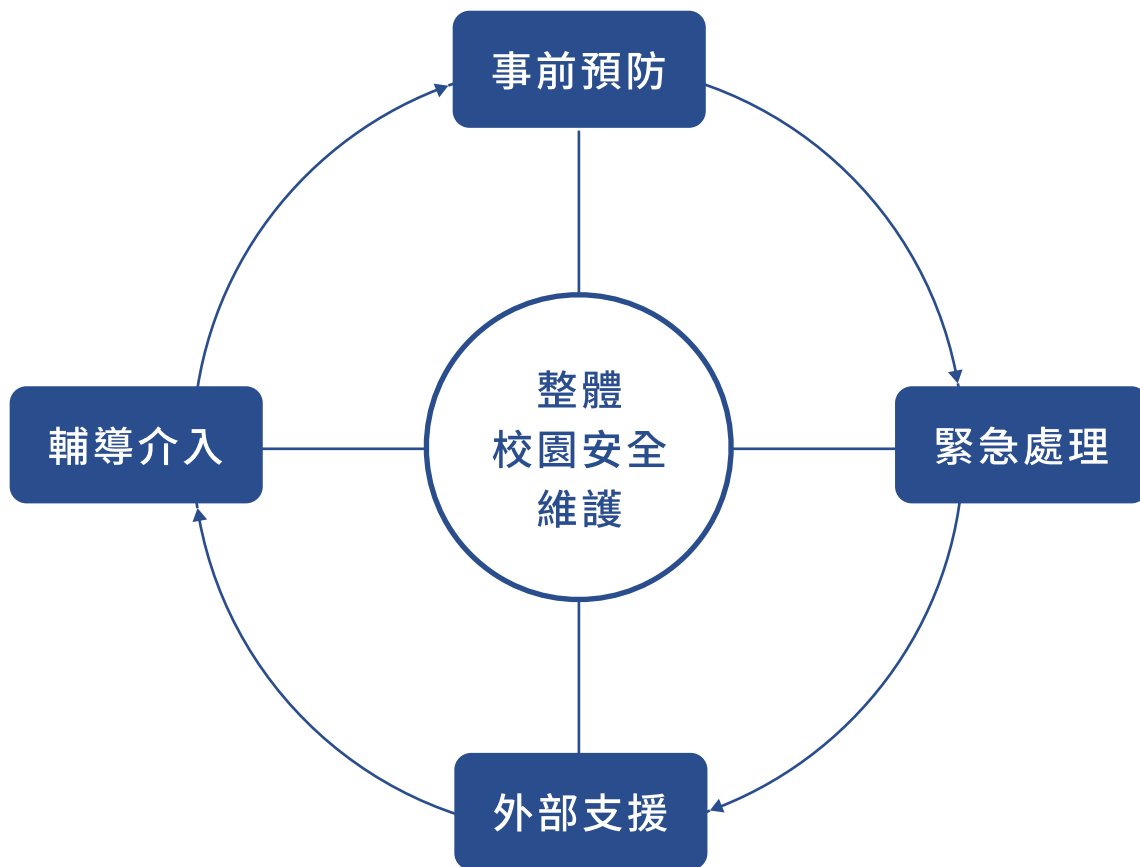 事前預防
整體
校園安全
維護
輔導介入
緊急處理
外部支援